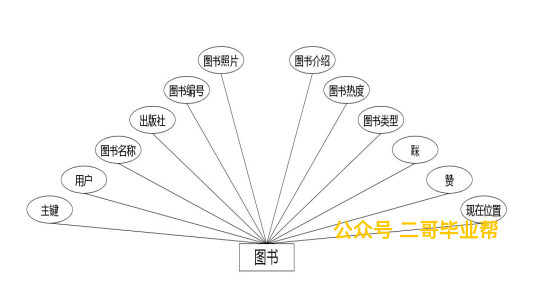 图书照片
图书介绍
图书编号
图书热度
出版社
图书类型
图书名称
踩
用户
赞
主键
现在位置
公众号 二哥毕业帮
图书